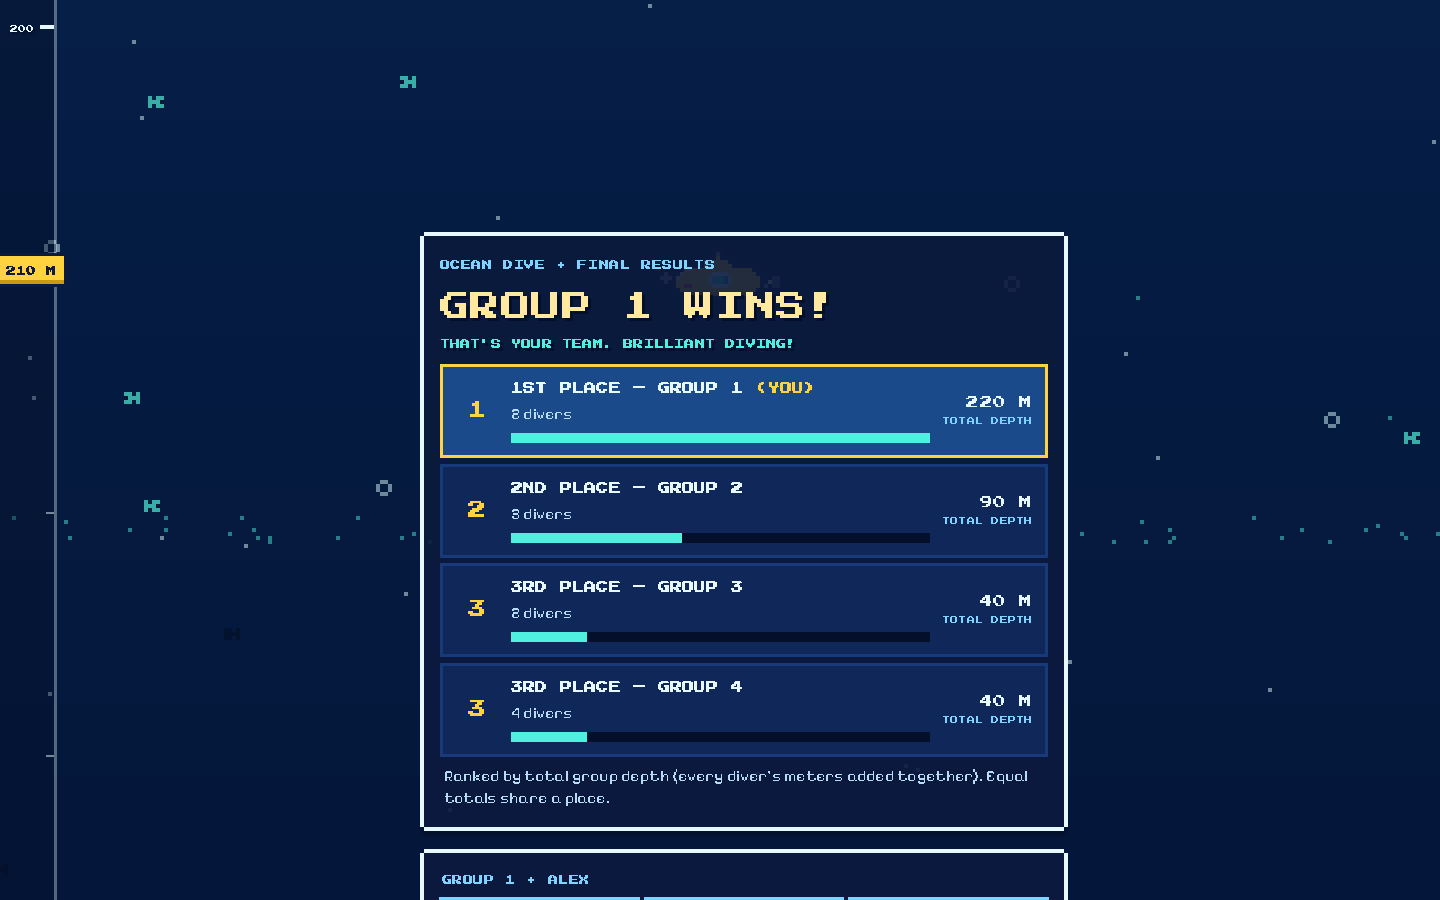 200
210 M
OCEAN DIVE + FINAL RESULTS
GROUP 1 WINS!
THAT'S YOUR TEAM. BRILLIANT DIVING!
1
1ST PLACE — GROUP 1 (YOU)
2 divers
220 M
TOTAL DEPTH
2
2ND PLACE — GROUP 2
3 divers
90 M
TOTAL DEPTH
3
3RD PLACE — GROUP 3
2 divers
40 M
TOTAL DEPTH
3
3RD PLACE — GROUP 4
4 divers
40 M
TOTAL DEPTH
Ranked by total group depth (every diver's meters added together). Equal
totals share a place.
GROUP 1 + ALEX